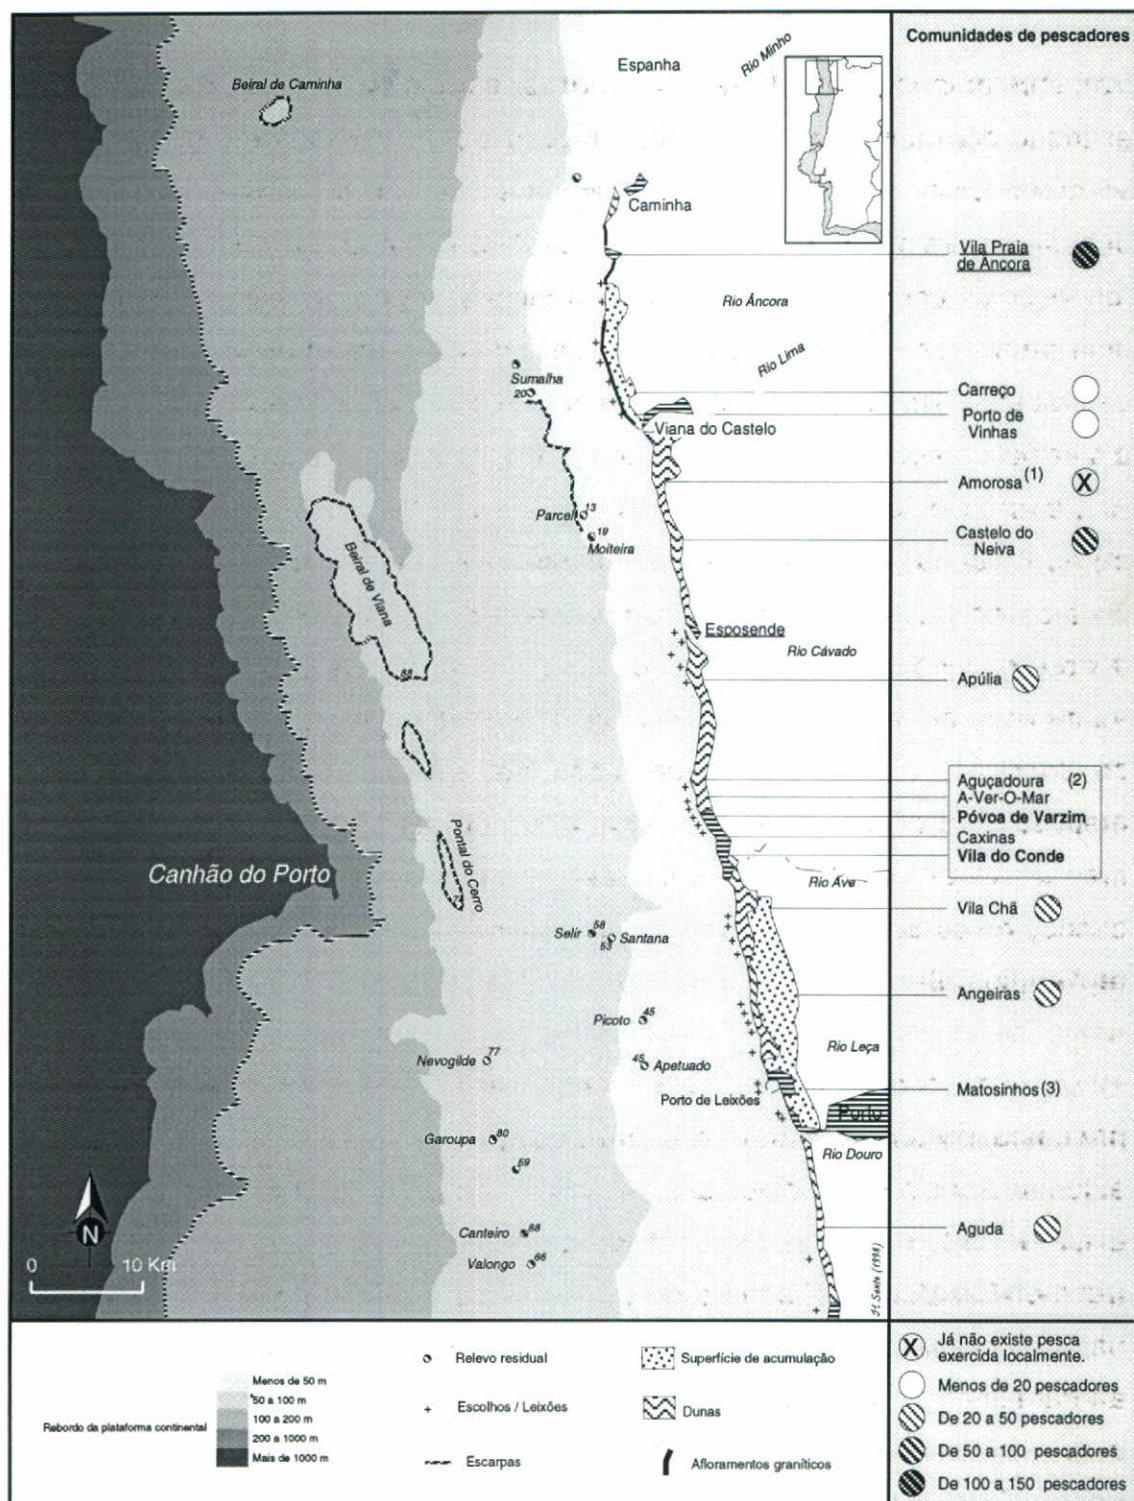 Comunidades de pescadores
Espanha
Rio Minho
Beiral de Caminha
Caminha
Vila Praia
de Âncora
Rio Âncora
Rio Lima
Sumalha
20
Carreço
Porto de
Vinhas
Viana do Castelo
Amorosa (1)
X
Parcel
13
Castelo do
Neiva
19
Moiteira
Beiral de Viana
88
Esposende
Rio Cávado
Apúlia
Aguçadoura (2)
A-Ver-O-Mar
Póvoa de Varzim
Caxinas
Vila do Conde
Pontal do Cerro
Canhão do Porto
Rio Ave
Vila Chã
Selir
58
53
Santana
Angeiras
Picoto
45
Rio Leça
Nevogilde
77
45
Apetuado
Porto de Leixões
Matosinhos (3)
Porto
Garoupa
80
Rio Douro
59
Aguda
Canteiro
88
Valongo
66
N
0 10 Km
Já não existe pesca
exercida localmente.
Menos de 20 pescadores
De 20 a 50 pescadores
De 50 a 100 pescadores
De 100 a 150 pescadores
Rebordo da plataforma continental
Menos de 50 m
50 a 100 m
100 a 200 m
200 a 1000 m
Mais de 1000 m
Relevo residual
Escolhos / Leixões
Escarpas
Superfície de acumulação
Dunas
Afloramentos graníticos